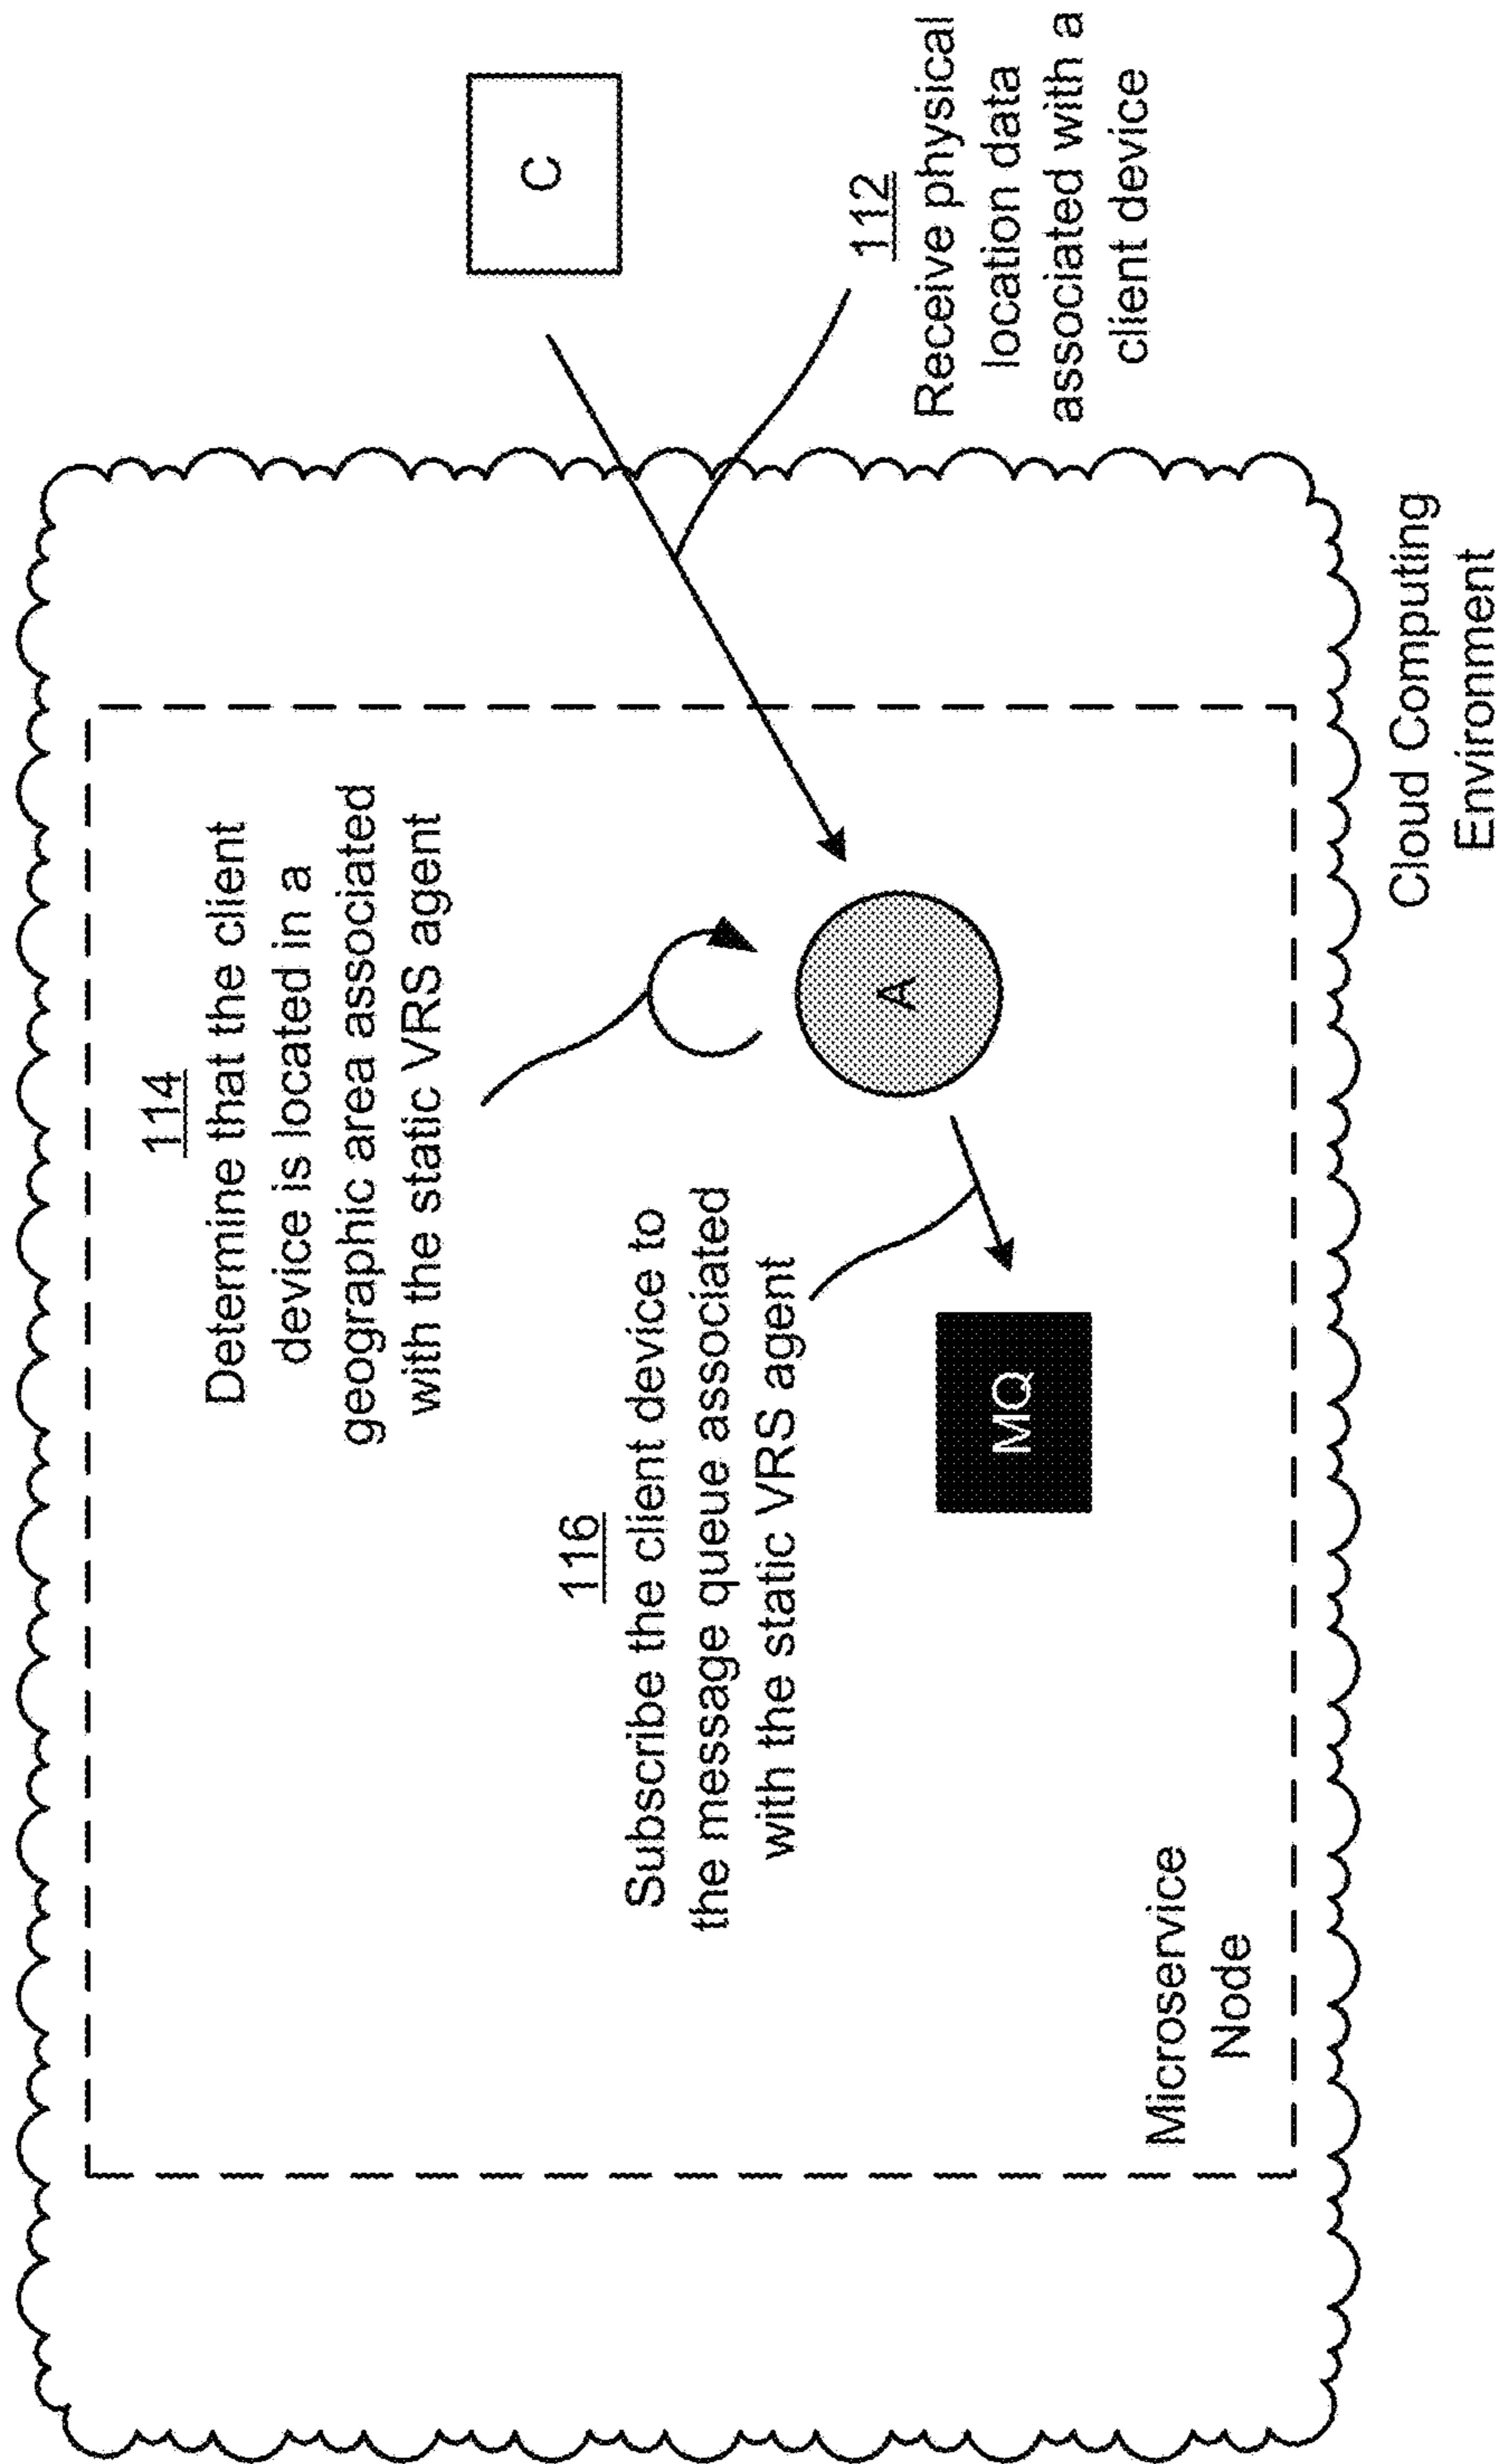 114
Determine that the client
device is located in a
geographic area associated
with the static VRS agent
116
Subscribe the client device to
the message queue associated
with the static VRS agent
MQ
A
C
112
Receive physical
location data
associated with a
client device
Microservice
Node
Cloud Computing
Environment